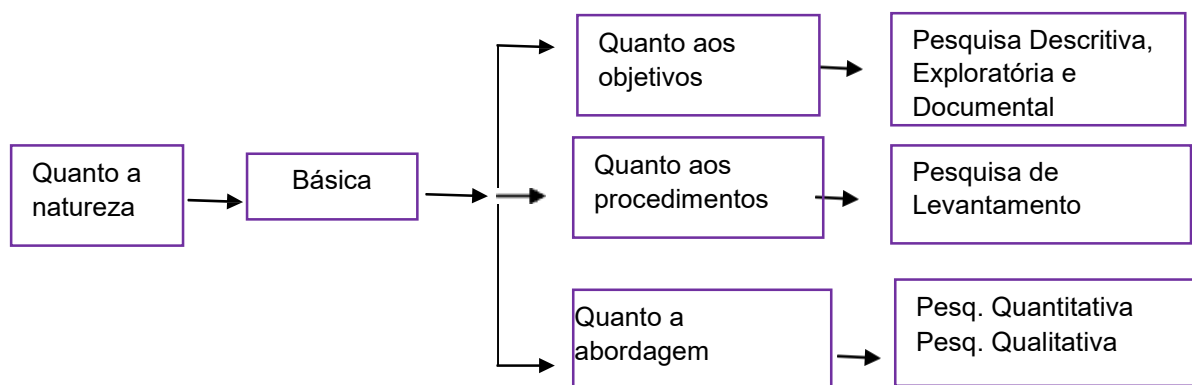 Quanto a
natureza
Básica
Quanto aos
objetivos
Pesquisa Descritiva,
Exploratória e
Documental
Quanto aos
procedimentos
Pesquisa de
Levantamento
Quanto a
abordagem
Pesq. Quantitativa
Pesq. Qualitativa